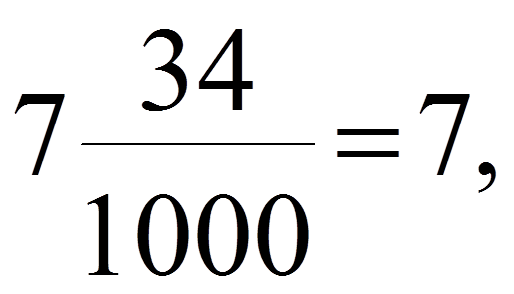 7 34/1000 = 7,